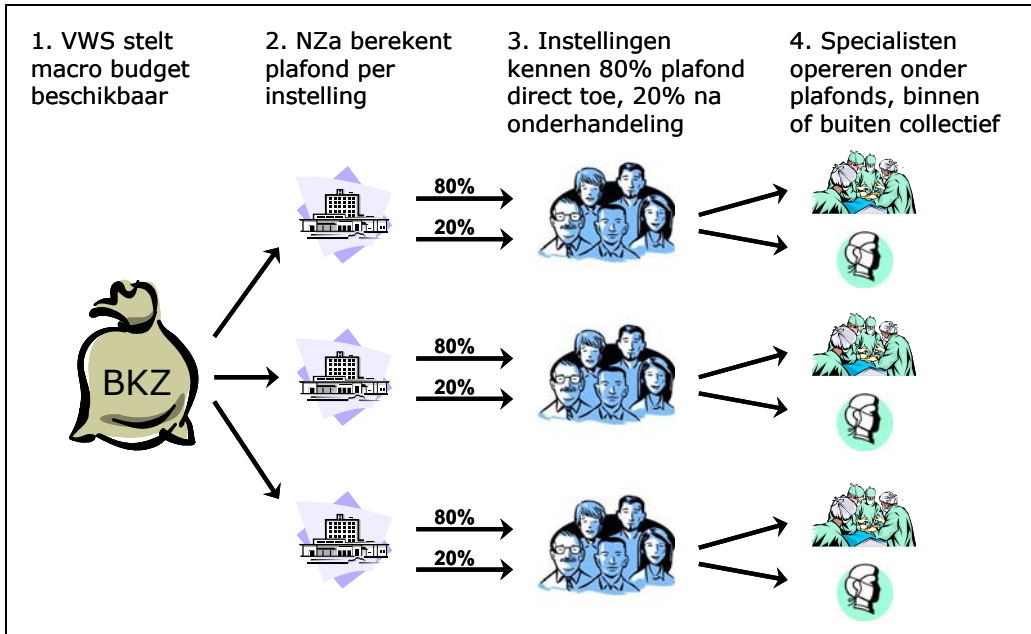 1. VWS stelt
macro budget
beschikbaar
2. NZa berekent
plafond per
instelling
3. Instellingen
kennen 80% plafond
direct toe, 20% na
onderhandeling
4. Specialisten
opereren onder
plafonds, binnen
of buiten collectief
80%
20%
BKZ
80%
20%
80%
20%